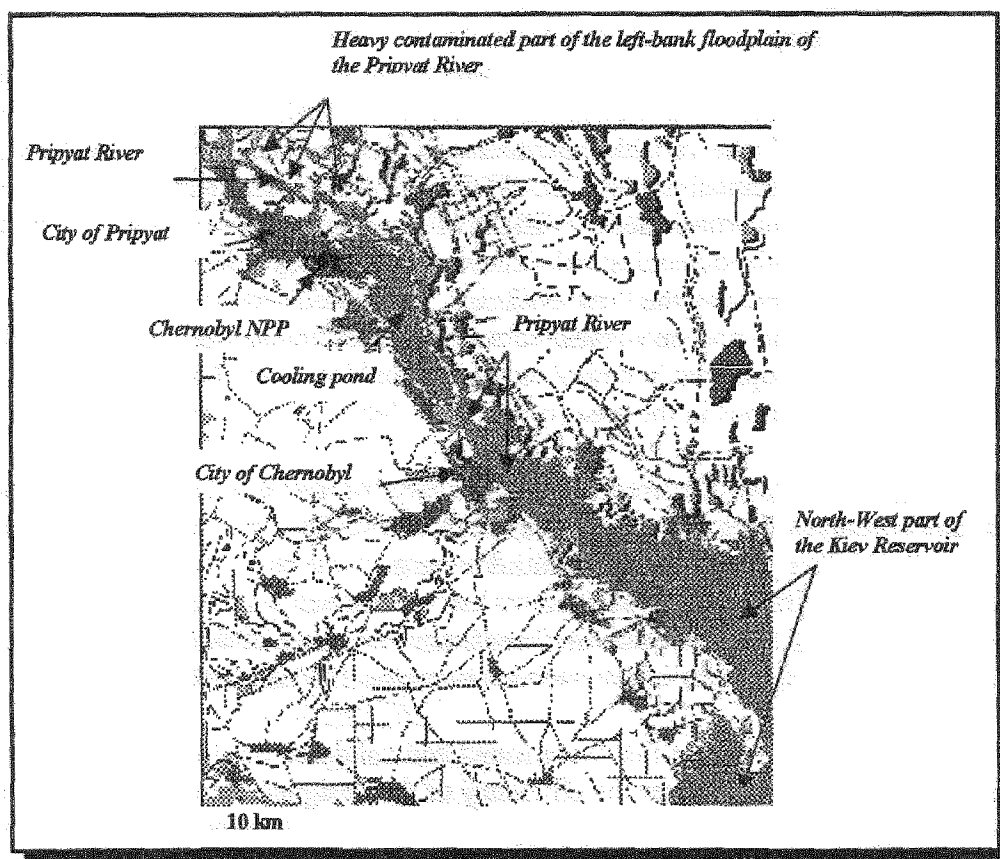 Heavy contaminated part of the left-bank floodplain of
the Pripyat River
Pripyat River
City of Pripyat
Chernobyl NPP
Pripyat River
Cooling pond
City of Chernobyl
North-West part of
the Kiev Reservoir
10 km